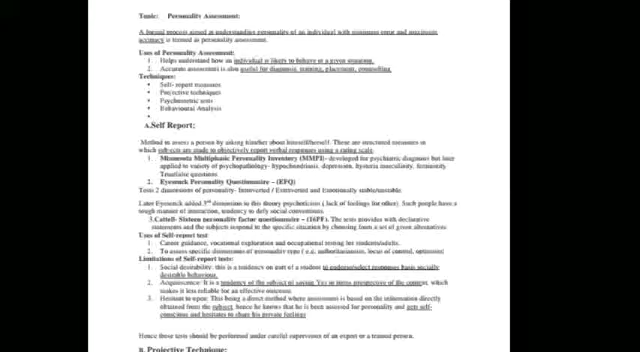 Topic: Personality Assessment:
A formal process aimed at understanding personality of an individual with minimum error and maximum
accuracy is termed as personality assessment.
Uses of Personality Assessment:
1. Helps understand how an individual is likely to behave in a given situation.
2. Accurate assessment is also useful for diagnosis, training, placement, counselling
Techniques:
• Self- report measures
• Projective techniques
• Psychometric tests
• Behavioural Analysis
•
A.Self Report:
Method to assess a person by asking him/her about himself/herself. These are structured measures in
which subjects are made to objectively report verbal responses using a rating scale.
1. Minnesota Multiphasic Personality Inventory (MMPI)- developed for psychiatric diagnosis but later
applied to variety of psychopathology- hypochondriasis, depression, hysteria masculinity, femininity
True/false questions
2. Eysenck Personality Questionnaire – (EPQ)
Tests 2 dimensions of personality- Introverted / Extroverted and Emotionally stable/unstable
Later Eysenck added 3rd dimension to this theory psychoticism ( lack of feelings for other). Such people have a
tough manner of interaction, tendency to defy social conventions.
3.Cattell- Sixteen personality factor questionnaire – (16PF). The tests provides with declarative
statements and the subjects respond to the specific situation by choosing from a set of given alternatives.
Uses of Self-report test:
1. Career guidance, vocational exploration and occupational testing for students/adults.
2. To assess specific dimensions of personality type ( i.e. authoritarianism, locus of control, optimism)
Limitations of Self-report tests:
1. Social desirability: this is a tendency on part of a student to endorse/select responses basis socially
desirable behaviour.
2. Acquiescence: It is a tendency of the subject of saying Yes to items irrespective of the content, which
makes it less reliable for an effective outcome.
3. Hesitant to open: This being a direct method where assessment is based on the information directly
obtained from the subject, hence he knows that he is been assessed for personality and gets self-
conscious and hesitates to share his private feelings
Hence these tests should be performed under careful supervision of an expert or a trained person.
B. Projective Technique: